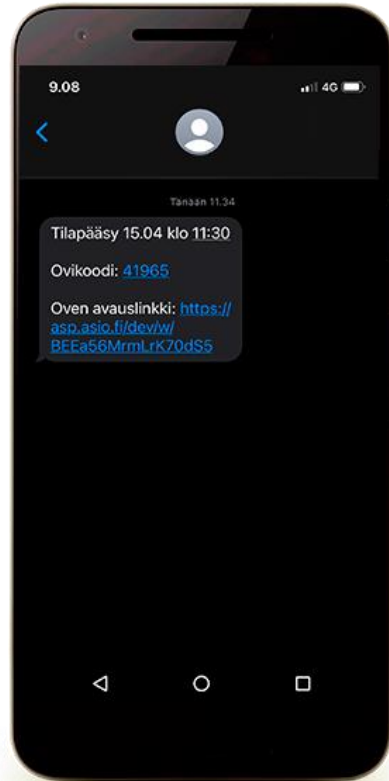 9.08
4G
Tänään 11.34
Tilapääsy 15.04 klo 11:30
Ovikoodi: 41965
Oven avauslinkki: https://
asp.asio.fi/dev/w/
BEEa56MrmLrK70dS5